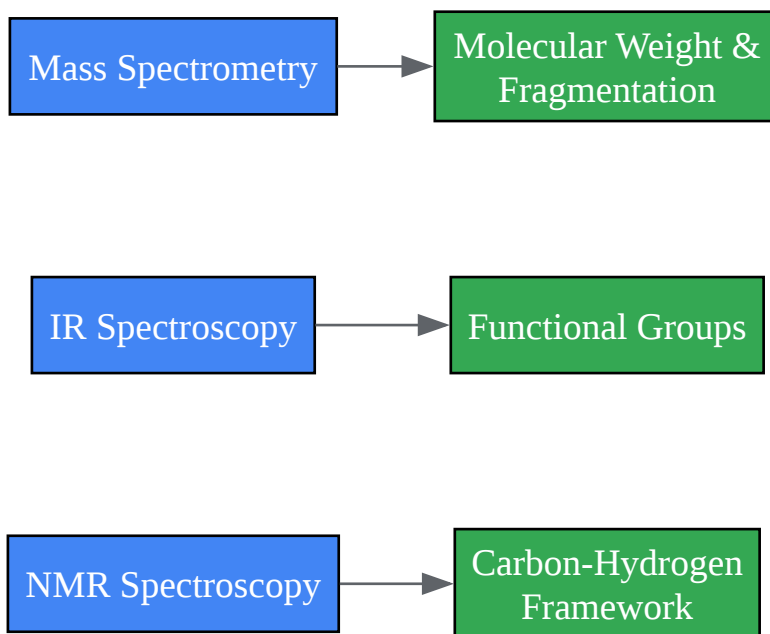 Mass Spectrometry
Molecular Weight &
Fragmentation
IR Spectroscopy
Functional Groups
NMR Spectroscopy
Carbon-Hydrogen
Framework